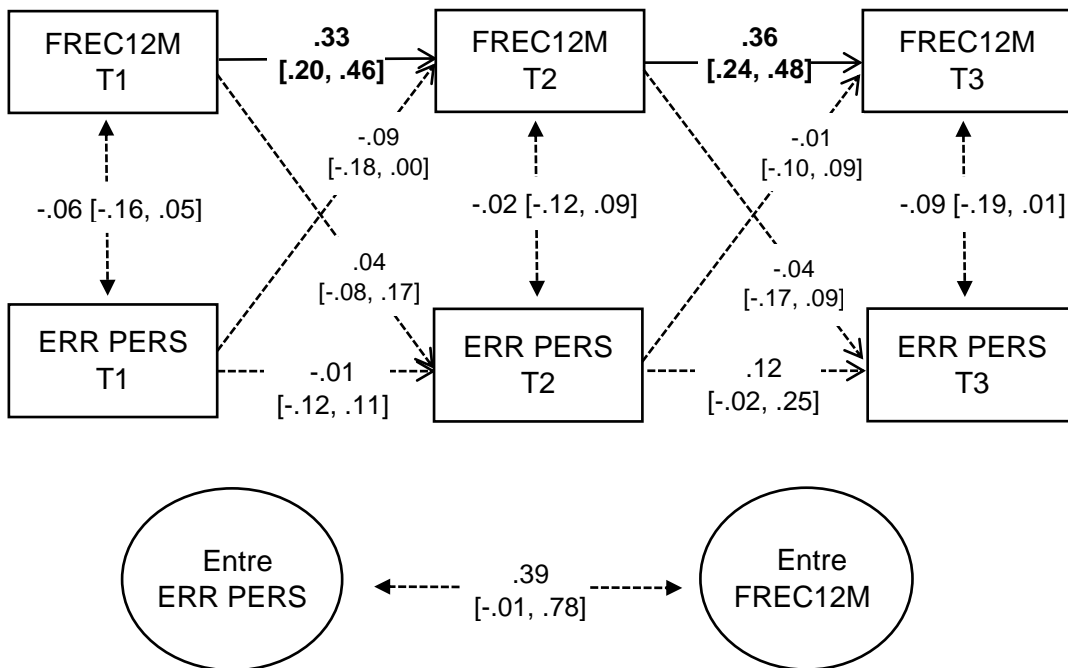 FREC12M
T1
.33
[.20, .46]
FREC12M
T2
.36
[.24, .48]
FREC12M
T3
-.09
[-.18, .00]
-.01
[-.10, .09]
-.06 [-.16, .05]
-.02 [-.12, .09]
-.09 [-.19, .01]
.04
[-.08, .17]
-.04
[-.17, .09]
ERR PERS
T1
-.01
[-.12, .11]
ERR PERS
T2
.12
[-.02, .25]
ERR PERS
T3
Entre
ERR PERS
.39
[-.01, .78]
Entre
FREC12M